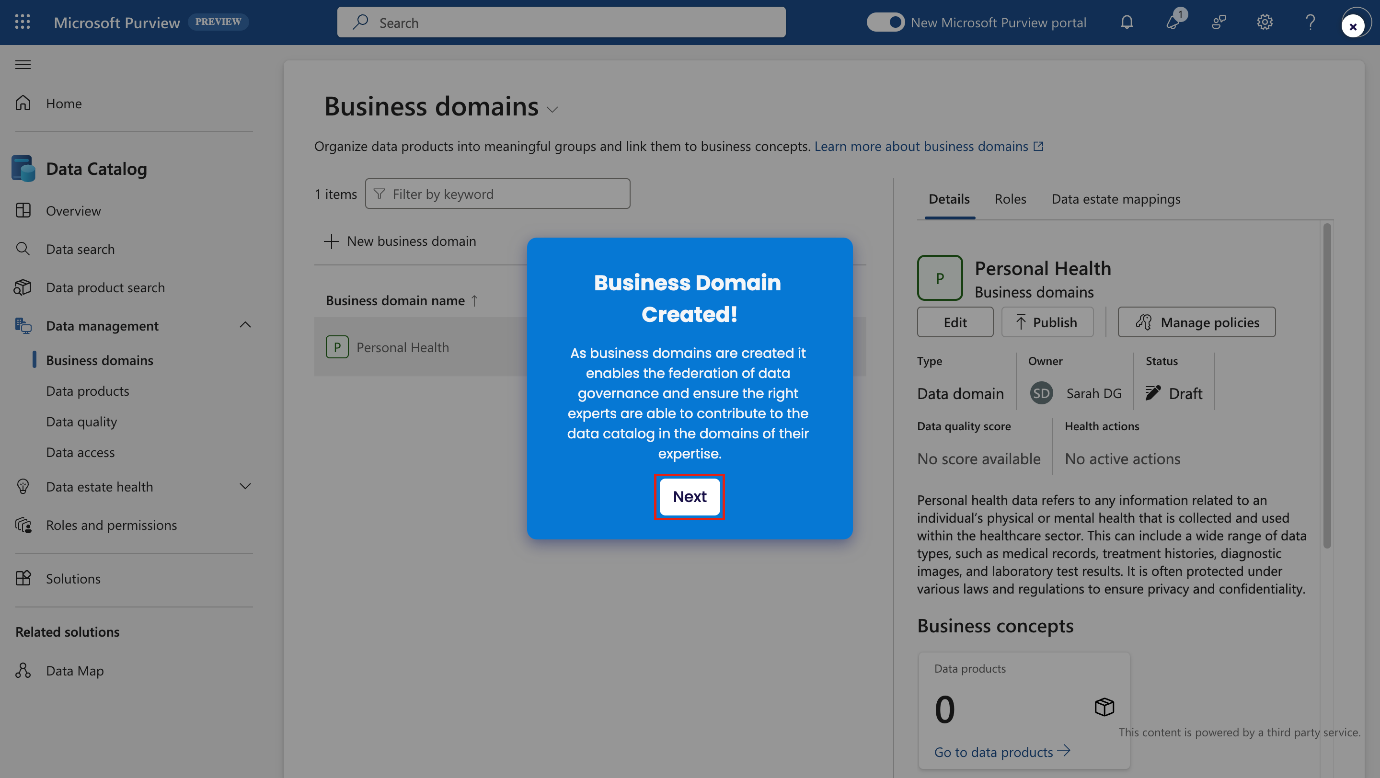 Microsoft Purview PREVIEW
Search
New Microsoft Purview portal
1
Home
Data Catalog
Overview
Data search
Data product search
Data management
Business domains
Data products
Data quality
Data access
Data estate health
Roles and permissions
Solutions
Related solutions
Data Map
Business domains
Organize data products into meaningful groups and link them to business concepts. Learn more about business domains
1 items
Filter by keyword
New business domain
Business domain name ↑
P Personal Health
Business Domain
Created!
As business domains are created it
enables the federation of data
governance and ensure the right
experts are able to contribute to the
data catalog in the domains of their
expertise.
Next
Details Roles Data estate mappings
P
Personal Health
Business domains
Edit Publish Manage policies
Type Owner Status
Data domain SD Sarah DG Draft
Data quality score Health actions
No score available No active actions
Personal health data refers to any information related to an
individual's physical or mental health that is collected and used
within the healthcare sector. This can include a wide range of data
types, such as medical records, treatment histories, diagnostic
images, and laboratory test results. It is often protected under
various laws and regulations to ensure privacy and confidentiality.
Business concepts
Data products
0
Go to data products →
This content is powered by a third party service.